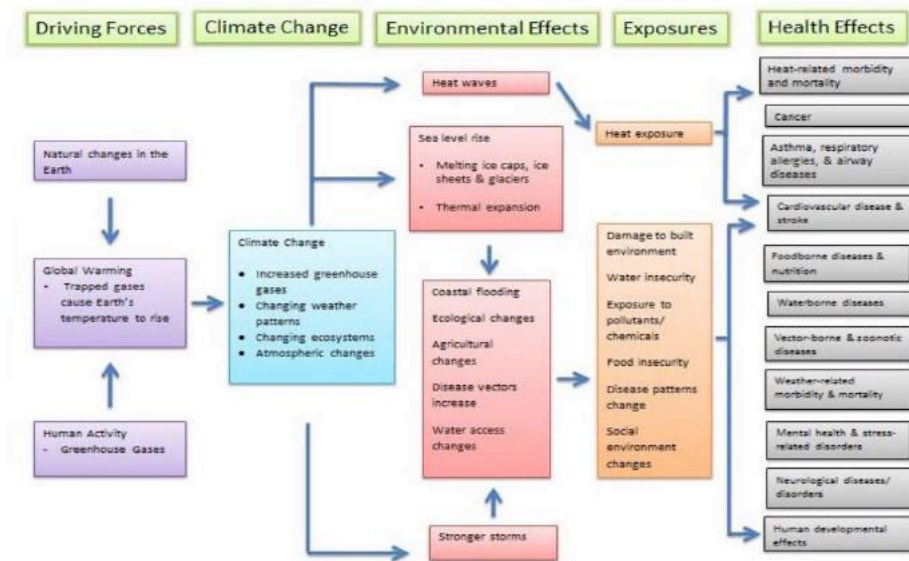 Driving Forces
Climate Change
Environmental Effects
Exposures
Health Effects
Natural changes in the
Earth
Global Warming
• Trapped gases
cause Earth's
temperature to rise
Human Activity
- Greenhouse Gases
Climate Change
• Increased greenhouse
gases
• Changing weather
patterns
• Changing ecosystems
• Atmospheric changes
Heat waves
Sea level rise
• Melting ice caps, ice
sheets & glaciers
• Thermal expansion
Coastal flooding
Ecological changes
Agricultural
changes
Disease vectors
increase
Water access
changes
Stronger storms
Heat exposure
Damage to built
environment
Water insecurity
Exposure to
pollutants/
chemicals
Food insecurity
Disease patterns
change
Social
environment
changes
Heat-related morbidity
and mortality
Cancer
Asthma, respiratory
allergies, & airway
diseases
Cardiovascular disease &
stroke
Foodborne diseases &
nutrition
Waterborne diseases
Vector-borne & zoonotic
diseases
Weather-related
morbidity & mortality
Mental health & stress-
related disorders
Neurological diseases/
disorders
Human developmental
effects